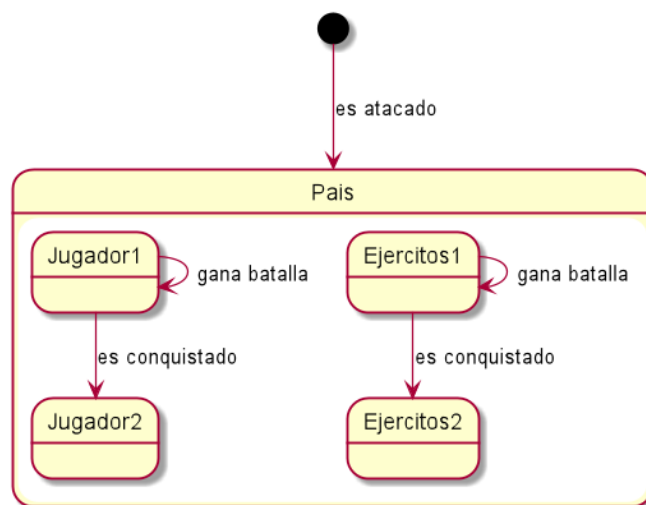 es atacado
Pais
Jugador1
gana batalla
es conquistado
Jugador2
Ejercitos1
gana batalla
es conquistado
Ejercitos2